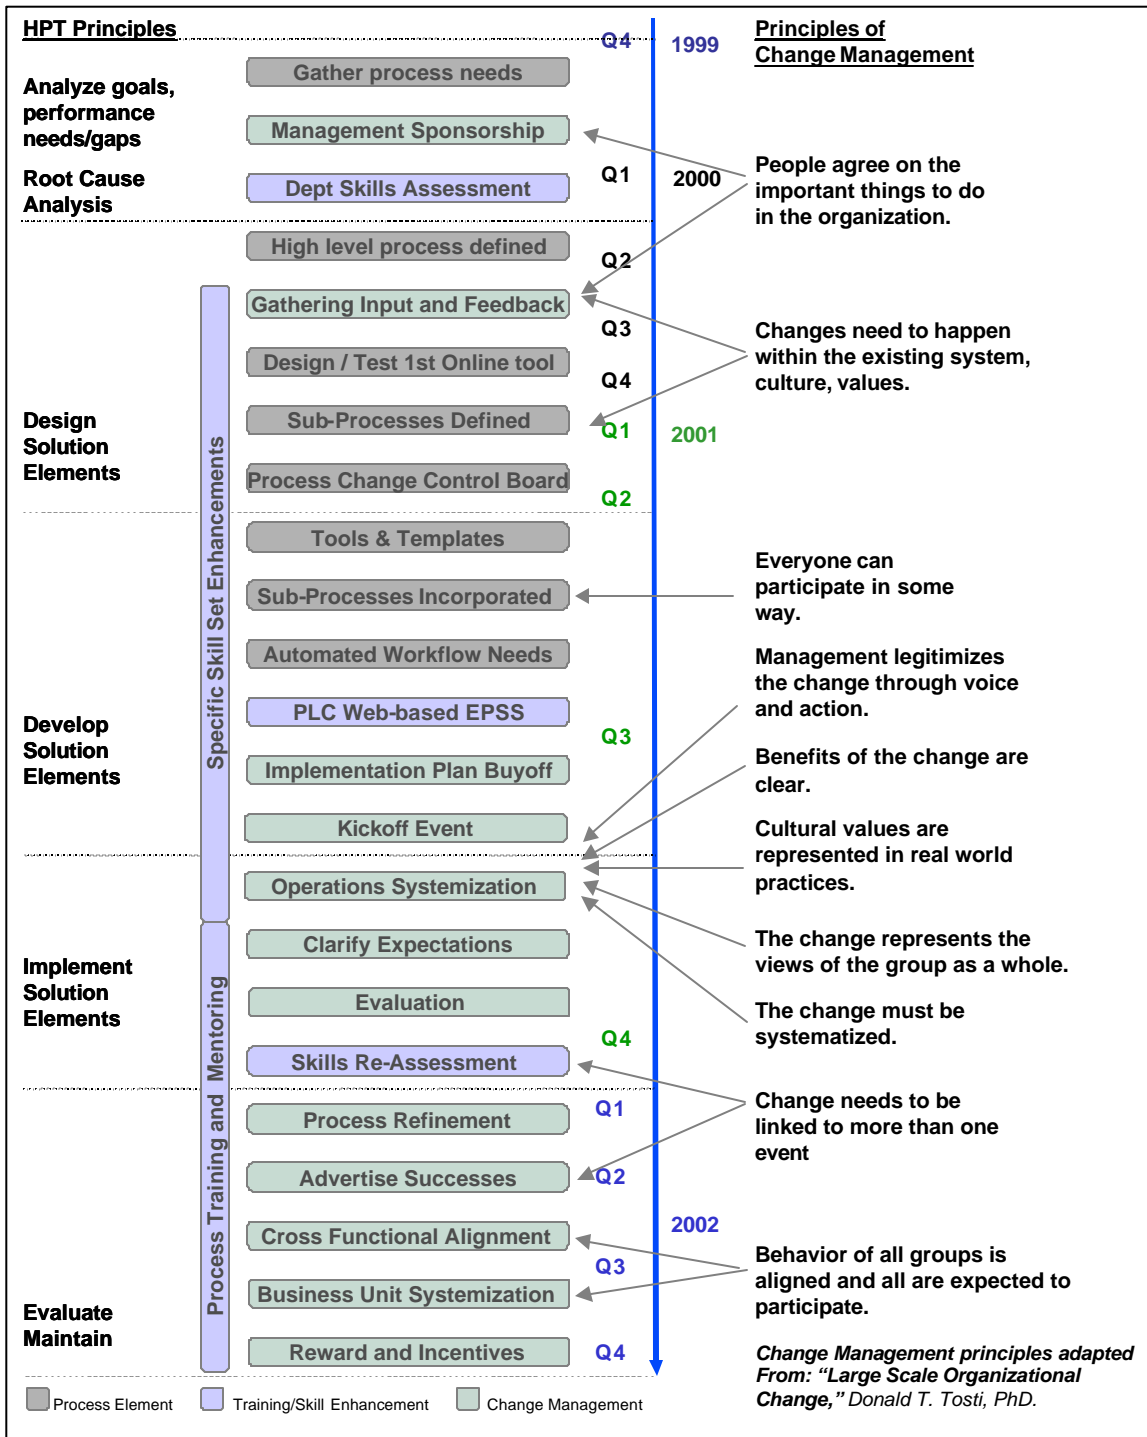 HPT Principles
Q4
1999
Principles of
Change Management
Gather process needs
Analyze goals,
performance
needs/gaps
Management Sponsorship
People agree on the
important things to do
in the organization.
Root Cause
Analysis
Dept Skills Assessment
Q1
2000
High level process defined
Q2
Gathering Input and Feedback
Q3
Changes need to happen
within the existing system,
culture, values.
Design / Test 1st Online tool
Q4
Design
Solution
Elements
Sub-Processes Defined
Q1
2001
Process Change Control Board
Q2
Specific Skill Set Enhancements
Tools & Templates
Everyone can
participate in some
way.
Sub-Processes Incorporated
Automated Workflow Needs
Management legitimizes
the change through voice
and action.
Develop
Solution
Elements
PLC Web-based EPSS
Q3
Implementation Plan Buyoff
Benefits of the change are
clear.
Kickoff Event
Cultural values are
represented in real world
practices.
Operations Systemization
Clarify Expectations
The change represents the
views of the group as a whole.
Implement
Solution
Elements
Evaluation
The change must be
systematized.
Q4
Skills Re-Assessment
Process Training and Mentoring
Process Refinement
Q1
Change needs to be
linked to more than one
event
Advertise Successes
Q2
Cross Functional Alignment
2002
Q3
Behavior of all groups is
aligned and all are expected to
participate.
Business Unit Systemization
Evaluate
Maintain
Reward and Incentives
Q4
Change Management principles adapted
From: “Large Scale Organizational
Change,” Donald T. Tosti, PhD.
Process Element
Training/Skill Enhancement
Change Management